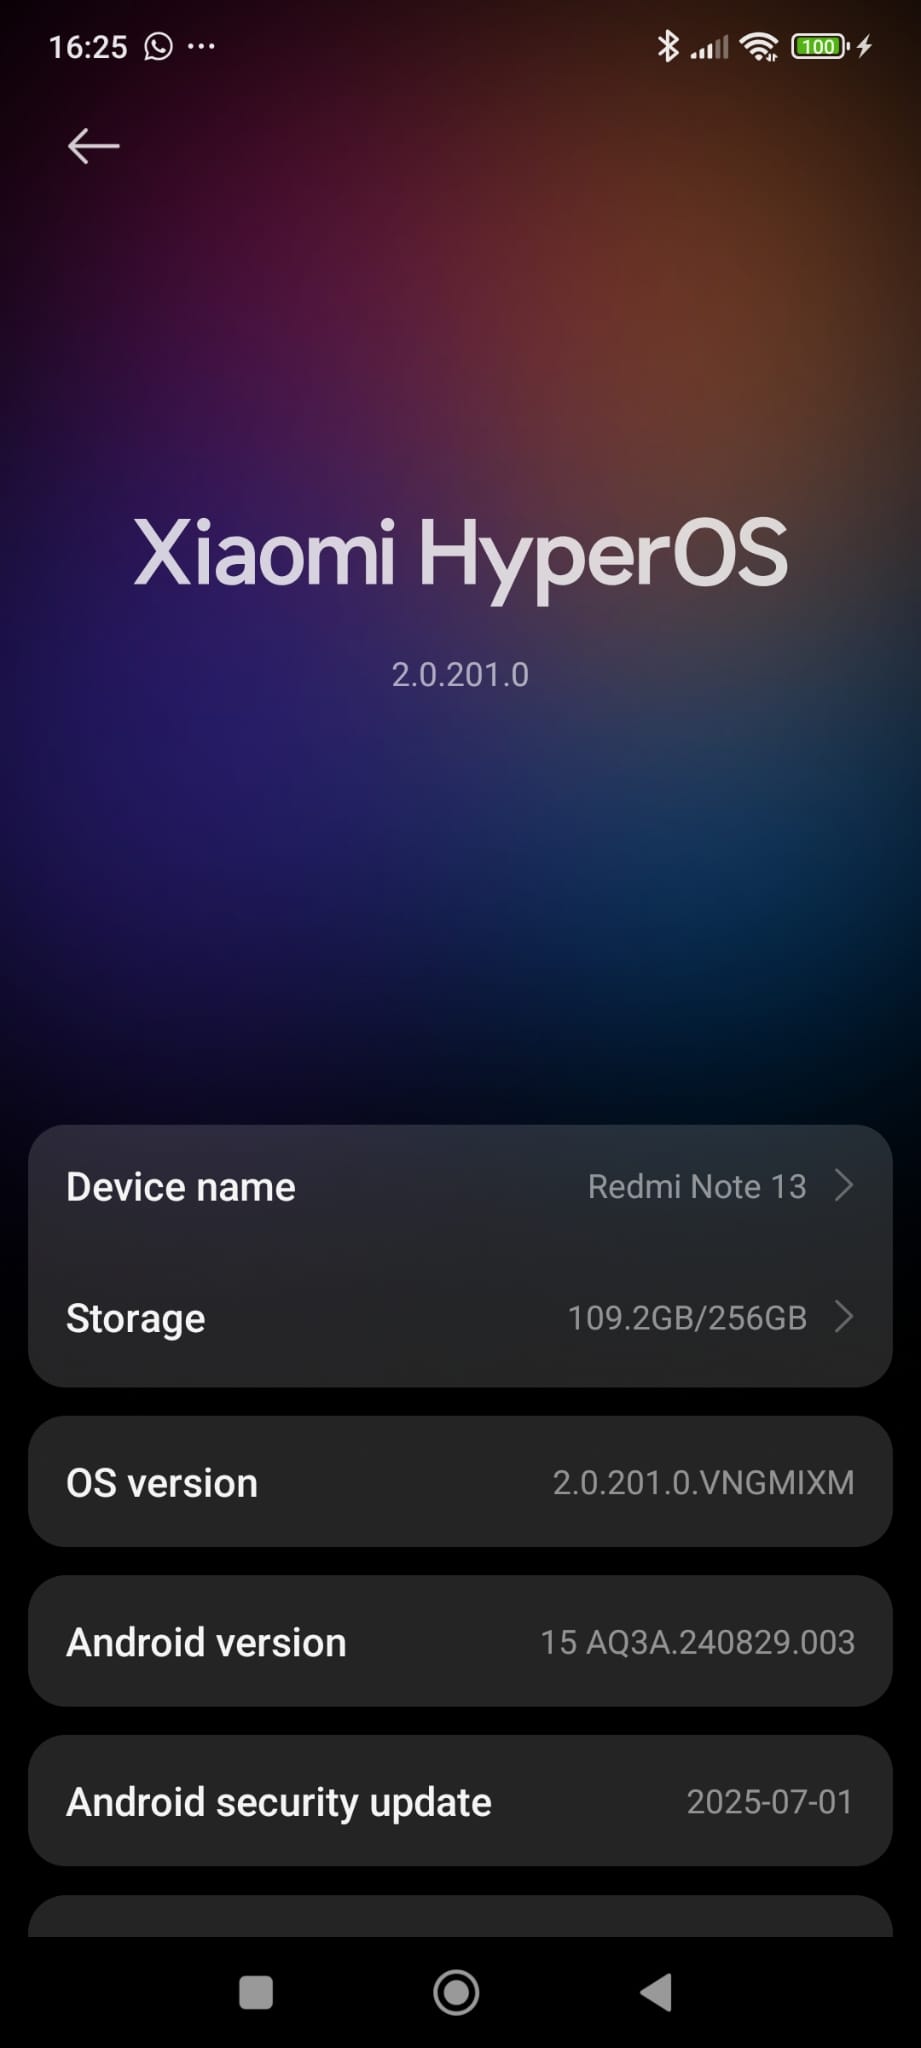 16:25
100
Xiaomi HyperOS
2.0.201.0
Device name Redmi Note 13
Storage 109.2GB/256GB
OS version 2.0.201.0.VNGMIXM
Android version 15 AQ3A.240829.003
Android security update 2025-07-01